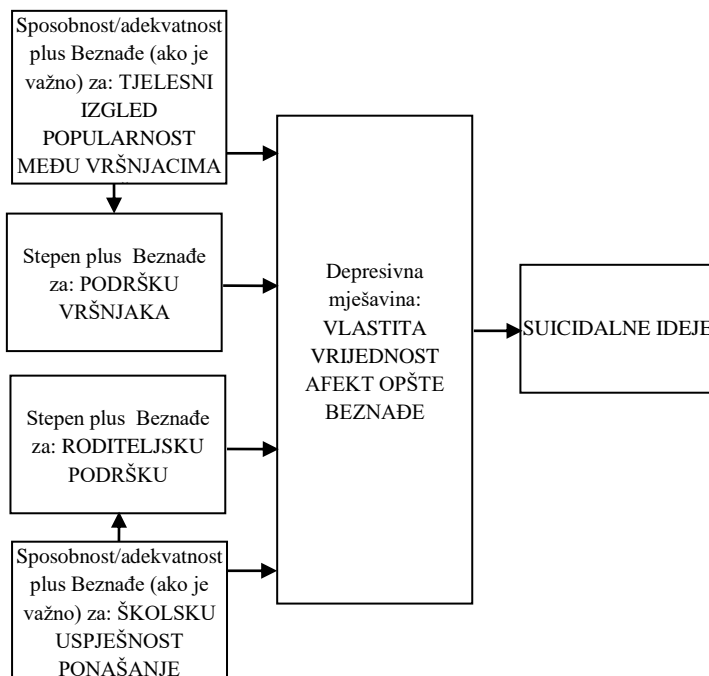 Sposobnost/adekvatnost
plus Beznađe (ako je
važno) za: TJELESNI
IZGLED
POPULARNOST
MEĐU VRŠNJACIMA
Stepen plus  Beznađe
za: PODRŠKU
VRŠNJAKA
Stepen plus  Beznađe
za: RODITELJSKU
PODRŠKU
Sposobnost/adekvatnost
plus Beznađe (ako je
važno) za: ŠKOLSKU
USPJEŠNOST
PONAŠANJE
Depresivna
mješavina:
VLASTITA
VRIJEDNOST
AFEKT OPŠTE
BEZNAĐE
SUICIDALNE IDEJE